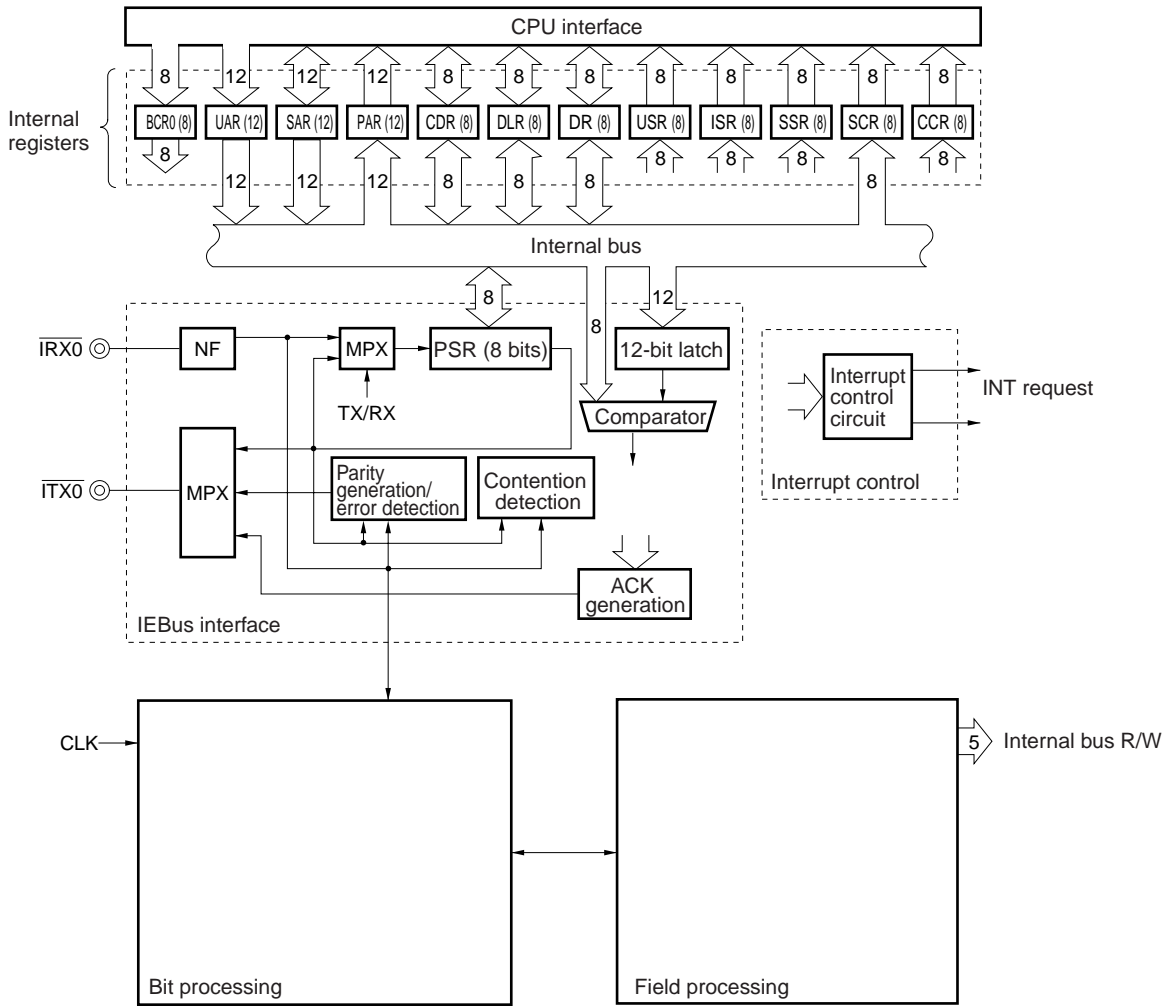 CPU interface
8 12 12 12 8 8 8 8 8 8 8 8
Internal
registers
BCR0 (8) UAR (12) SAR (12) PAR (12) CDR (8) DLR (8) DR (8) USR (8) ISR (8) SSR (8) SCR (8) CCR (8)
8 12 12 12 8 8 8 8 8 8 8 8
Internal bus
8 8 12
IRX0
NF
MPX
PSR (8 bits)
12-bit latch
TX/RX
Comparator
Interrupt
control
circuit
INT request
Interrupt control
ITX0
MPX
Parity
generation/
error detection
Contention
detection
ACK
generation
IEBus interface
CLK
5
Internal bus R/W
Bit processing
Field processing